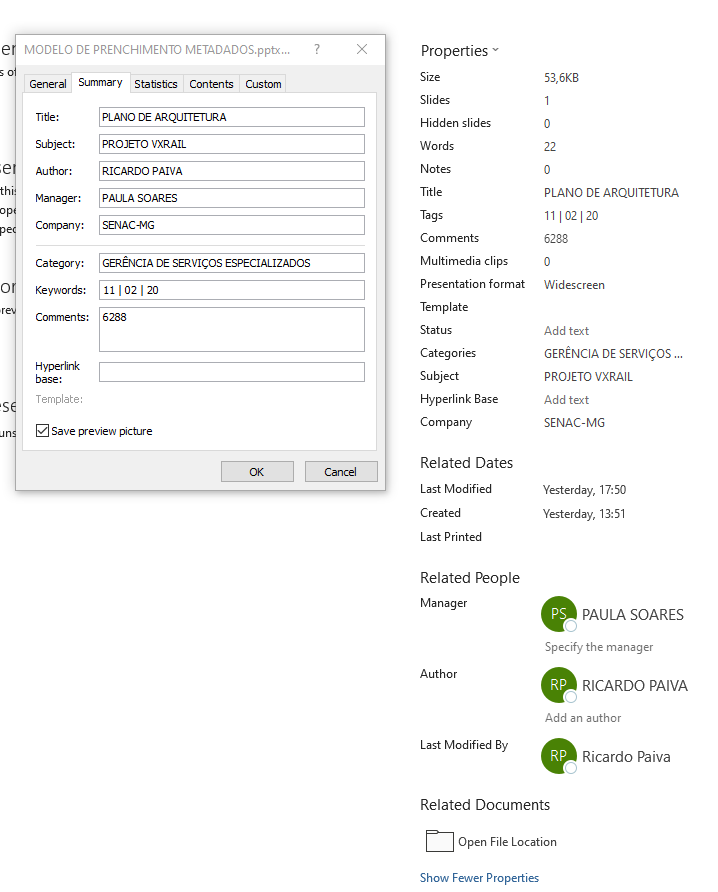 MODELO DE PRENCHIMENTO METADADOS.pptx... ?
General Summary Statistics Contents Custom
Title: PLANO DE ARQUITETURA
Subject: PROJETO VXRAIL
Author: RICARDO PAIVA
Manager: PAULA SOARES
Company: SENAC-MG
Category: GERÊNCIA DE SERVIÇOS ESPECIALIZADOS
Keywords: 11 | 02 | 20
Comments: 6288
Hyperlink
base:
Template:
Save preview picture
OK Cancel
Properties
Size 53,6KB
Slides 1
Hidden slides 0
Words 22
Notes 0
Title PLANO DE ARQUITETURA
Tags 11 | 02 | 20
Comments 6288
Multimedia clips 0
Presentation format Widescreen
Template
Status Add text
Categories GERÊNCIA DE SERVIÇOS ...
Subject PROJETO VXRAIL
Hyperlink Base Add text
Company SENAC-MG
Related Dates
Last Modified Yesterday, 17:50
Created Yesterday, 13:51
Last Printed
Related People
Manager
PS PAULA SOARES
Specify the manager
Author
RP RICARDO PAIVA
Add an author
Last Modified By
RP Ricardo Paiva
Related Documents
Open File Location
Show Fewer Properties